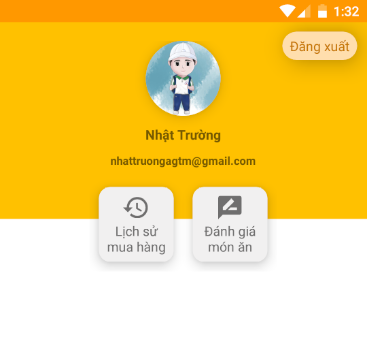 1:32
Đăng xuất
Nhật Trường
nhattruongagtm@gmail.com
Lịch sử
mua hàng
Đánh giá
món ăn